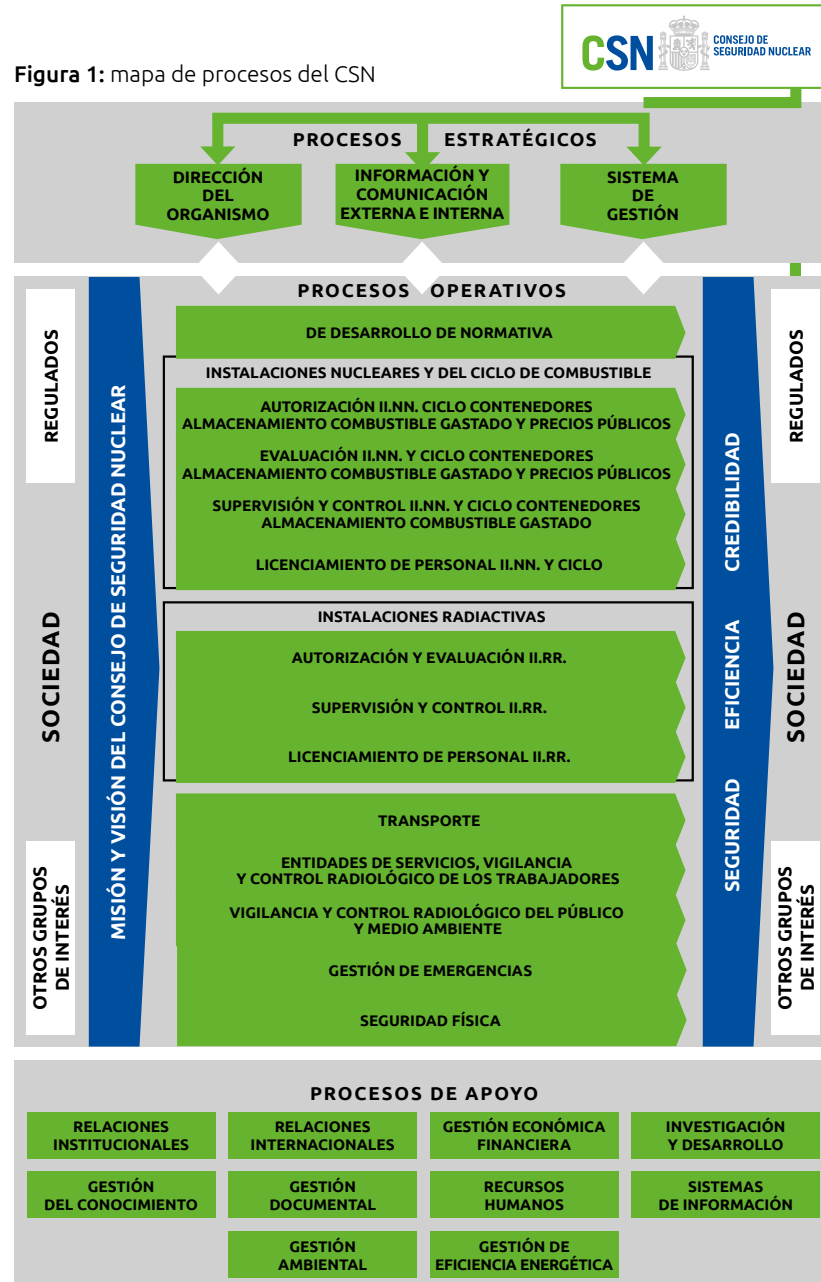 CSN
CONSEJO DE
SEGURIDAD NUCLEAR
Figura 1: mapa de procesos del CSN
PROCESOS ESTRATÉGICOS
DIRECCIÓN
DEL
ORGANISMO
INFORMACIÓN Y
COMUNICACIÓN
EXTERNA E INTERNA
SISTEMA
DE
GESTIÓN
REGULADOS
SOCIEDAD
OTROS GRUPOS
DE INTERÉS
MISIÓN Y VISIÓN DEL CONSEJO DE SEGURIDAD NUCLEAR
PROCESOS OPERATIVOS
DE DESARROLLO DE NORMATIVA
INSTALACIONES NUCLEARES Y DEL CICLO DE COMBUSTIBLE
AUTORIZACIÓN II.NN. CICLO CONTENEDORES
ALMACENAMIENTO COMBUSTIBLE GASTADO Y PRECIOS PÚBLICOS
EVALUACIÓN II.NN. Y CICLO CONTENEDORES
ALMACENAMIENTO COMBUSTIBLE GASTADO Y PRECIOS PÚBLICOS
SUPERVISIÓN Y CONTROL II.NN. Y CICLO CONTENEDORES
ALMACENAMIENTO COMBUSTIBLE GASTADO
LICENCIAMIENTO DE PERSONAL II.NN. Y CICLO
INSTALACIONES RADIACTIVAS
AUTORIZACIÓN Y EVALUACIÓN II.RR.
SUPERVISIÓN Y CONTROL II.RR.
LICENCIAMIENTO DE PERSONAL II.RR.
TRANSPORTE
ENTIDADES DE SERVICIOS, VIGILANCIA
Y CONTROL RADIOLÓGICO DE LOS TRABAJADORES
VIGILANCIA Y CONTROL RADIOLÓGICO DEL PÚBLICO
Y MEDIO AMBIENTE
GESTIÓN DE EMERGENCIAS
SEGURIDAD FÍSICA
SEGURIDAD EFICIENCIA CREDIBILIDAD
REGULADOS
SOCIEDAD
OTROS GRUPOS
DE INTERÉS
PROCESOS DE APOYO
RELACIONES
INSTITUCIONALES
RELACIONES
INTERNACIONALES
GESTIÓN ECONÓMICA
FINANCIERA
INVESTIGACIÓN
Y DESARROLLO
GESTIÓN
DEL CONOCIMIENTO
GESTIÓN
DOCUMENTAL
RECURSOS
HUMANOS
SISTEMAS
DE INFORMACIÓN
GESTIÓN
AMBIENTAL
GESTIÓN DE
EFICIENCIA ENERGÉTICA